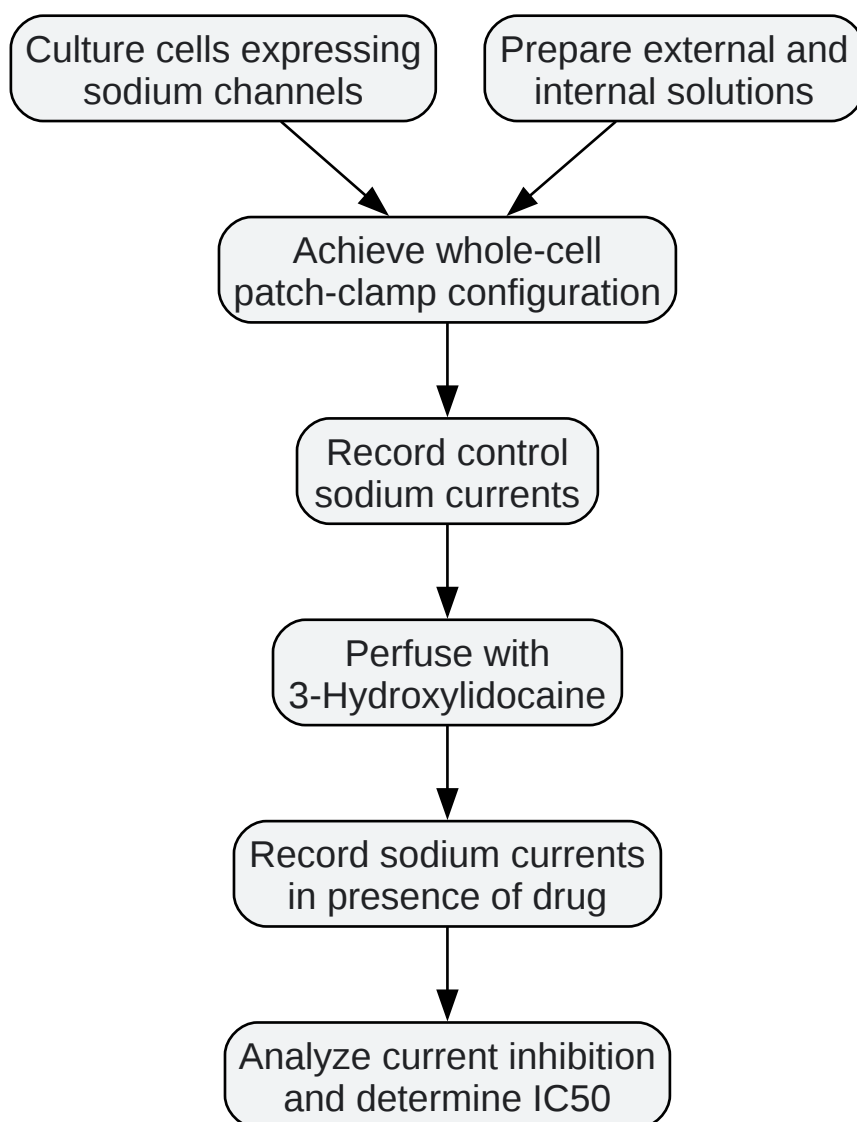 Culture cells expressing
sodium channels
Prepare external and
internal solutions
Achieve whole-cell
patch-clamp configuration
Record control
sodium currents
Perfuse with
3-Hydroxylidocaine
Record sodium currents
in presence of drug
Analyze current inhibition
and determine IC50